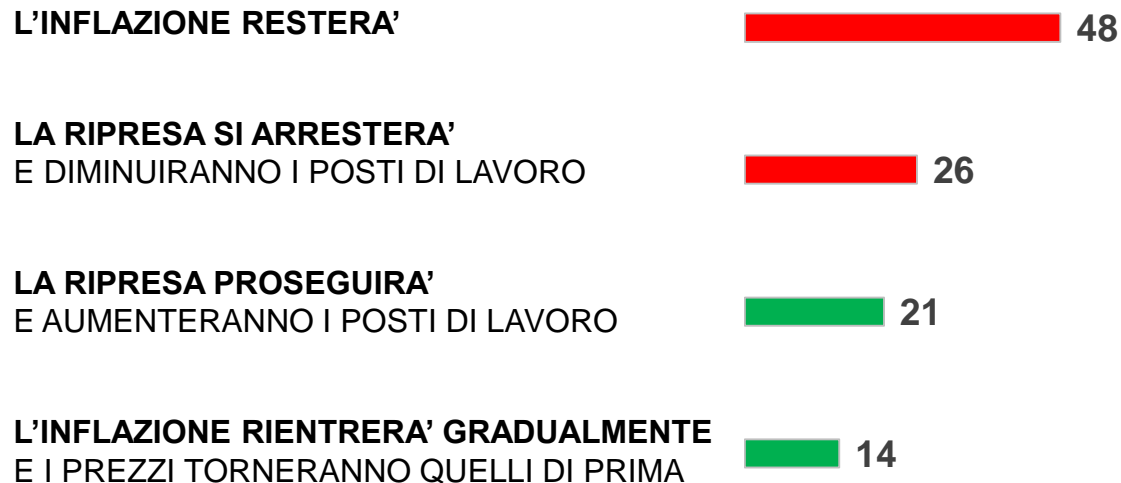 L'INFLAZIONE RESTERA' 48
LA RIPRESA SI ARRESTERA'
E DIMINUIRANNO I POSTI DI LAVORO 26
LA RIPRESA PROSEGUIRA'
E AUMENTERANNO I POSTI DI LAVORO 21
L'INFLAZIONE RIENTRERA' GRADUALMENTE
E I PREZZI TORNERANNO QUELLI DI PRIMA 14